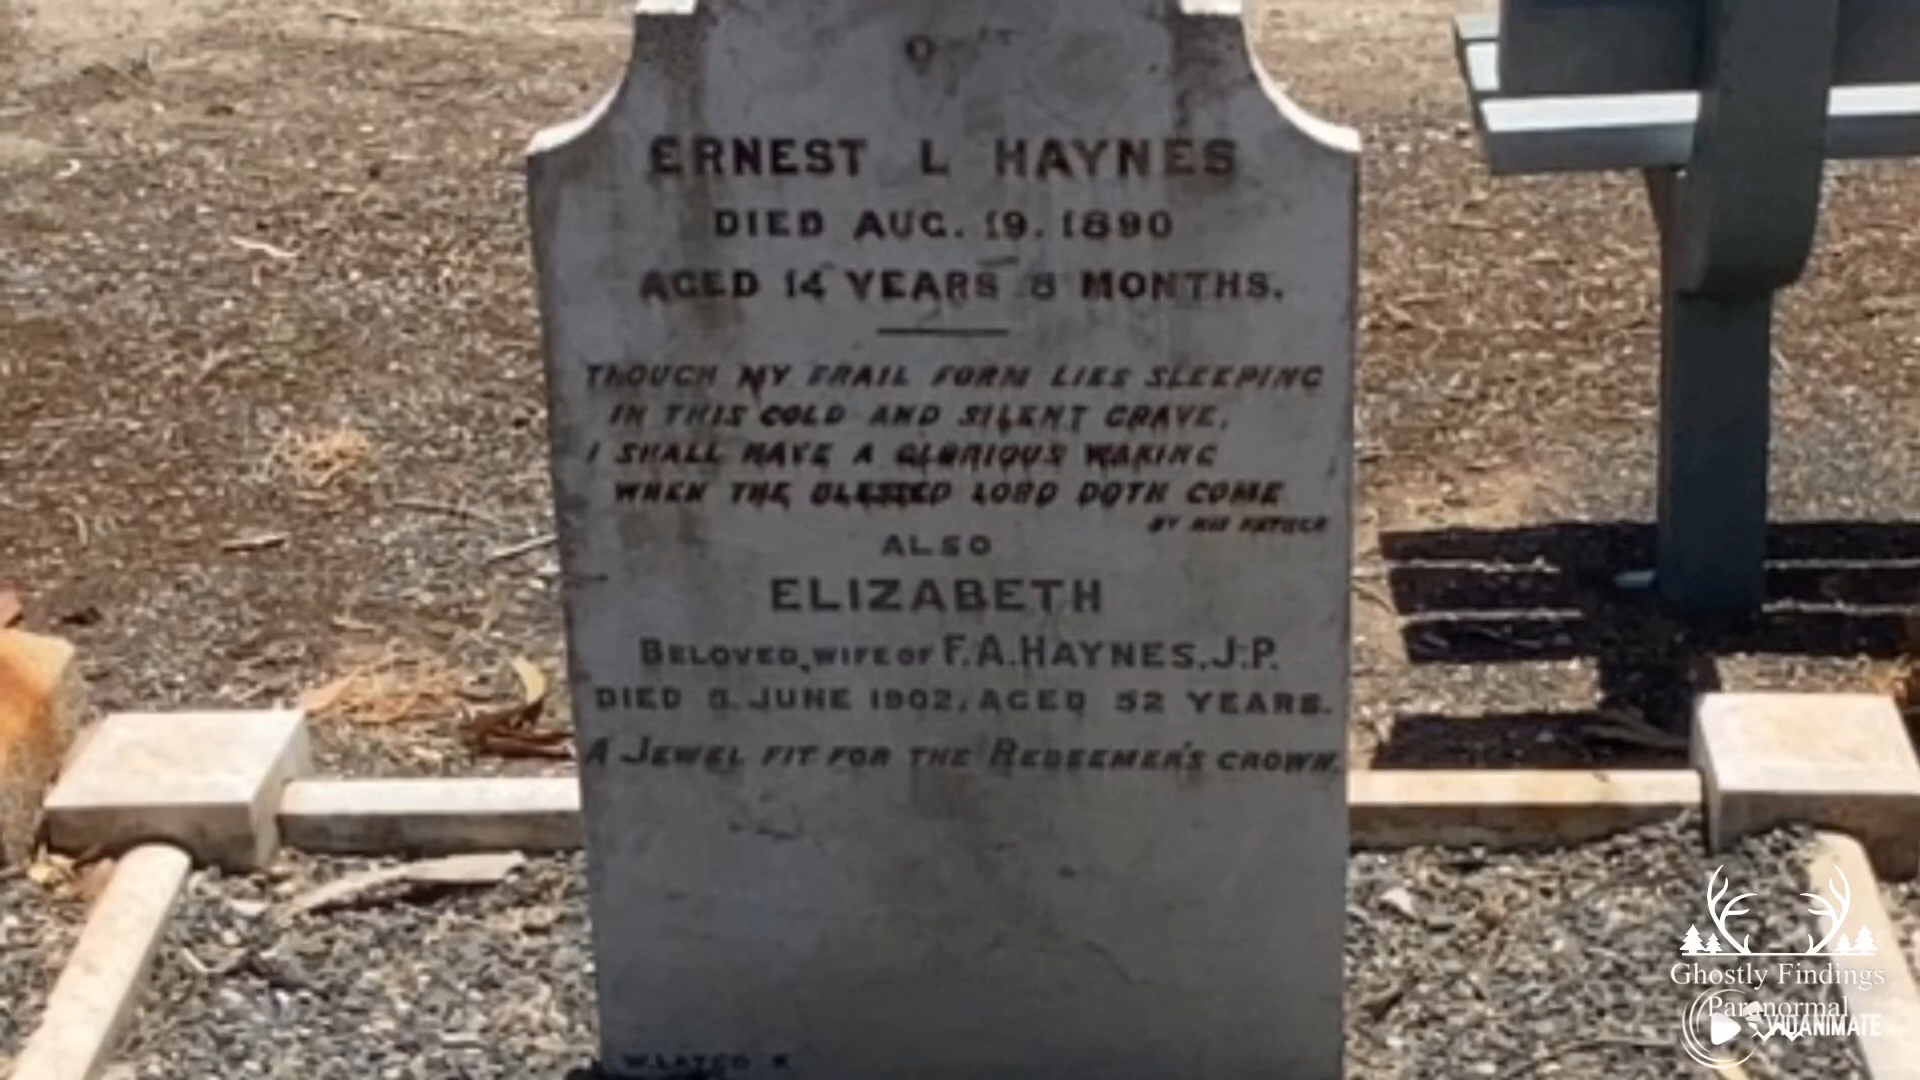 ERNEST L HAYNES
DIED AUG. 19. 1890
AGED 14 YEARS 8 MONTHS.
THOUGH MY FRAIL FORM LIES SLEEPING
IN THIS COLD AND SILENT GRAVE,
I SHALL HAVE A GLORIOUS WAKING
WHEN THE BLESSED LORD DOTH COME
BY HIS
ALSO
ELIZABETH
BELOVED WIFE OF F.A. HAYNES, J.P.
DIED JUNE 1902, AGED 52 YEARS.
A JEWEL FIT FOR THE REDEEMER'S CROWN.
Ghostly Findings
Paranormal
VIDANIMATE